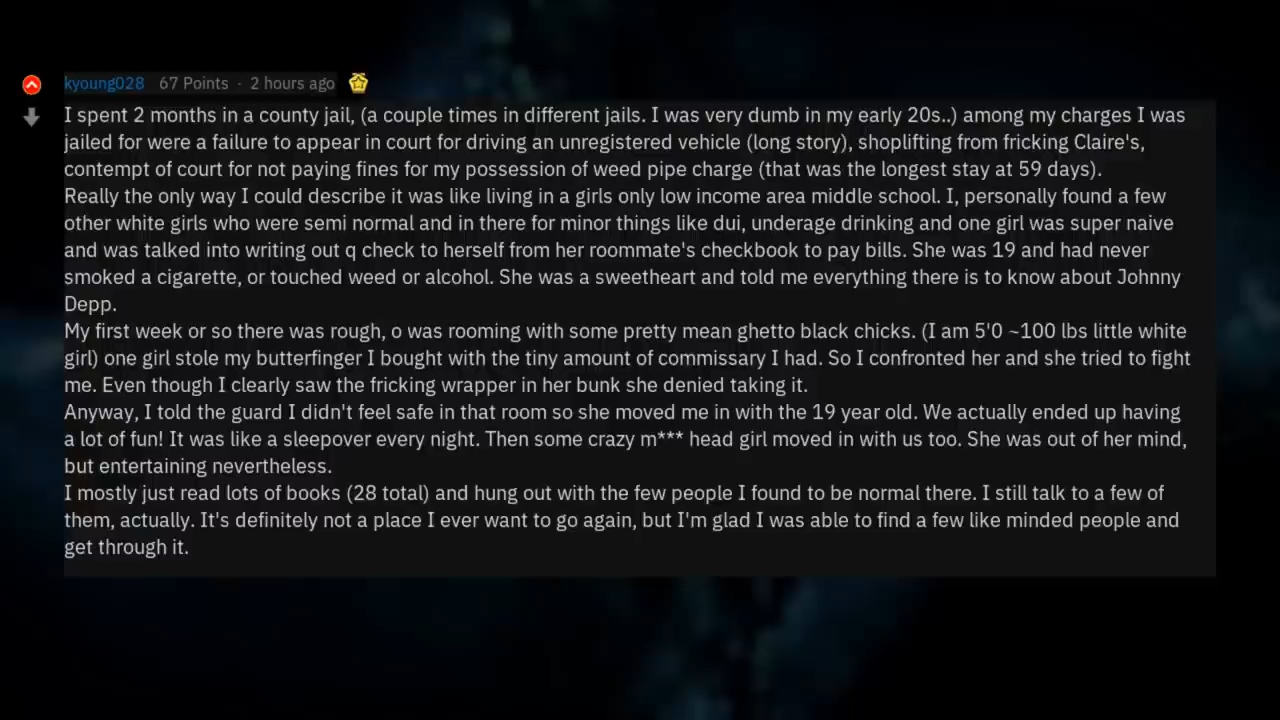 kyoung028 67 Points · 2 hours ago
I spent 2 months in a county jail, (a couple times in different jails. I was very dumb in my early 20s..) among my charges I was
jailed for were a failure to appear in court for driving an unregistered vehicle (long story), shoplifting from fricking Claire's,
contempt of court for not paying fines for my possession of weed pipe charge (that was the longest stay at 59 days).
Really the only way I could describe it was like living in a girls only low income area middle school. I, personally found a few
other white girls who were semi normal and in there for minor things like dui, underage drinking and one girl was super naive
and was talked into writing out q check to herself from her roommate's checkbook to pay bills. She was 19 and had never
smoked a cigarette, or touched weed or alcohol. She was a sweetheart and told me everything there is to know about Johnny
Depp.
My first week or so there was rough, o was rooming with some pretty mean ghetto black chicks. (I am 5'0 ~100 lbs little white
girl) one girl stole my butterfinger I bought with the tiny amount of commissary I had. So I confronted her and she tried to fight
me. Even though I clearly saw the fricking wrapper in her bunk she denied taking it.
Anyway, I told the guard I didn't feel safe in that room so she moved me in with the 19 year old. We actually ended up having
a lot of fun! It was like a sleepover every night. Then some crazy m*** head girl moved in with us too. She was out of her mind,
but entertaining nevertheless.
I mostly just read lots of books (28 total) and hung out with the few people I found to be normal there. I still talk to a few of
them, actually. It's definitely not a place I ever want to go again, but I'm glad I was able to find a few like minded people and
get through it.